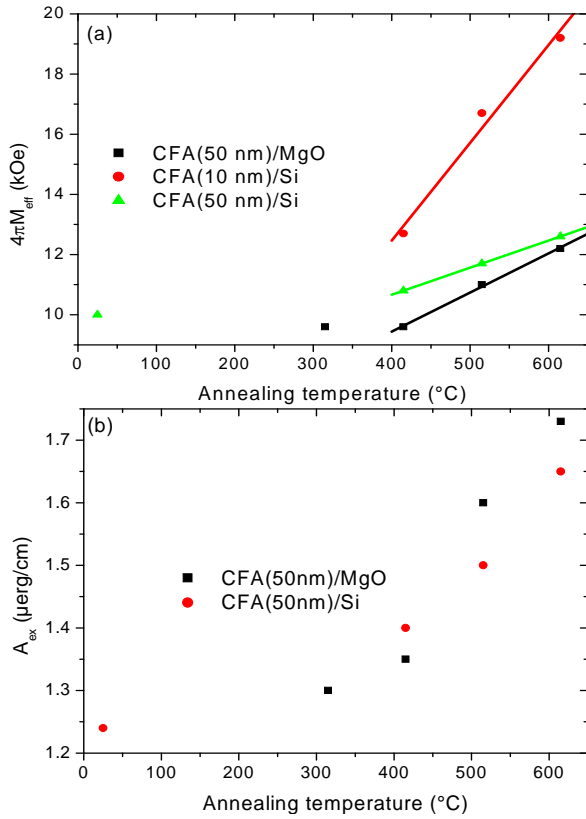 (a)
20
18
16
14
12
10
4πM_eff (kOe)
CFA(50 nm)/MgO
CFA(10 nm)/Si
CFA(50 nm)/Si
0 100 200 300 400 500 600
Annealing temperature (°C)
(b)
1.7
1.6
1.5
1.4
1.3
1.2
A_ex (µerg/cm)
CFA(50nm)/MgO
CFA(50nm)/Si
0 100 200 300 400 500 600
Annealing temperature (°C)